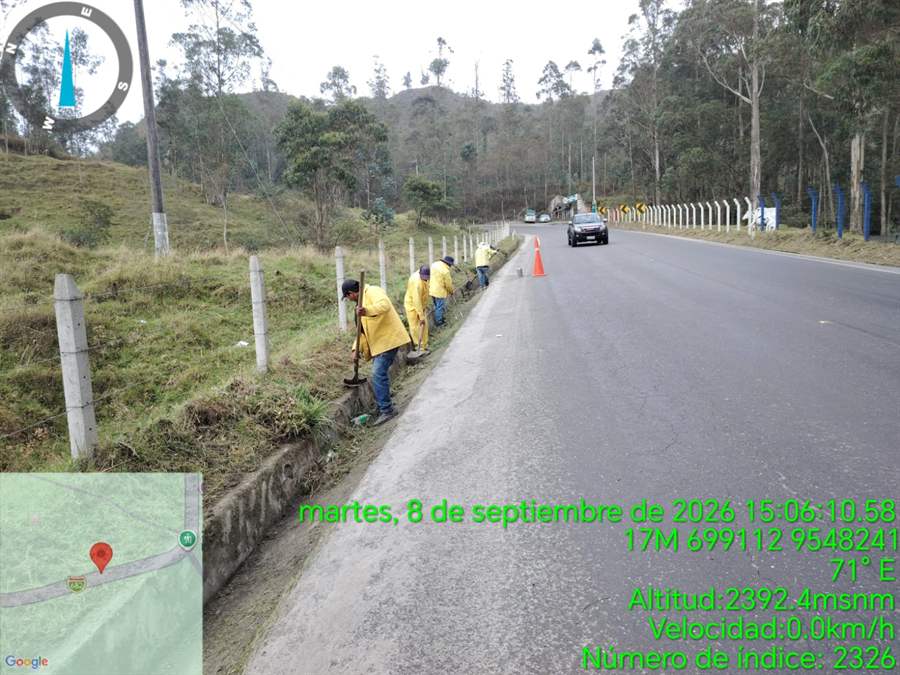 N
E
S
W
martes, 8 de septiembre de 2026 15:06:10.58
17M 699112 9548241
71° E
Altitud:2392.4msnm
Velocidad:0.0km/h
Número de índice: 2326
Google